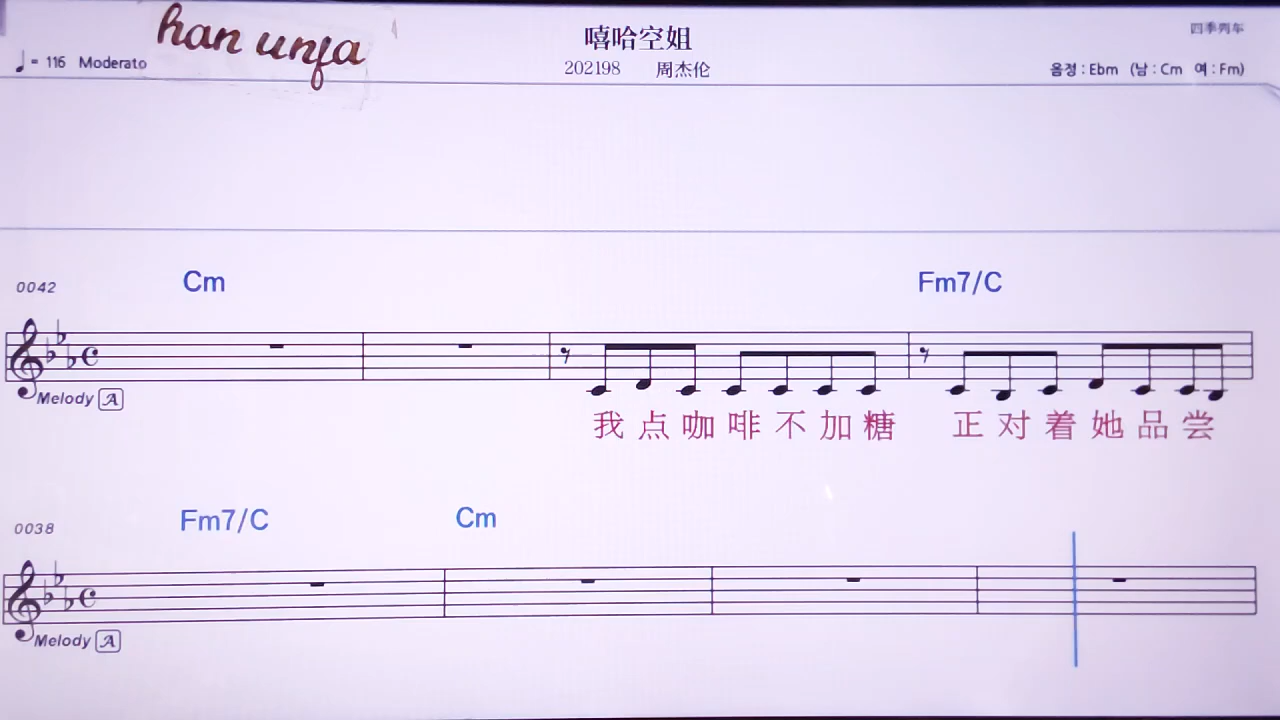 han unfa
嘻哈空姐
四季列车
♩= 116 Moderato
202198 周杰伦
음정 : Ebm (남 : Cm 여 : Fm)
0042
Cm Fm7/C
Melody A
我点咖啡不加糖 正对着她品尝
0038
Fm7/C Cm
Melody A